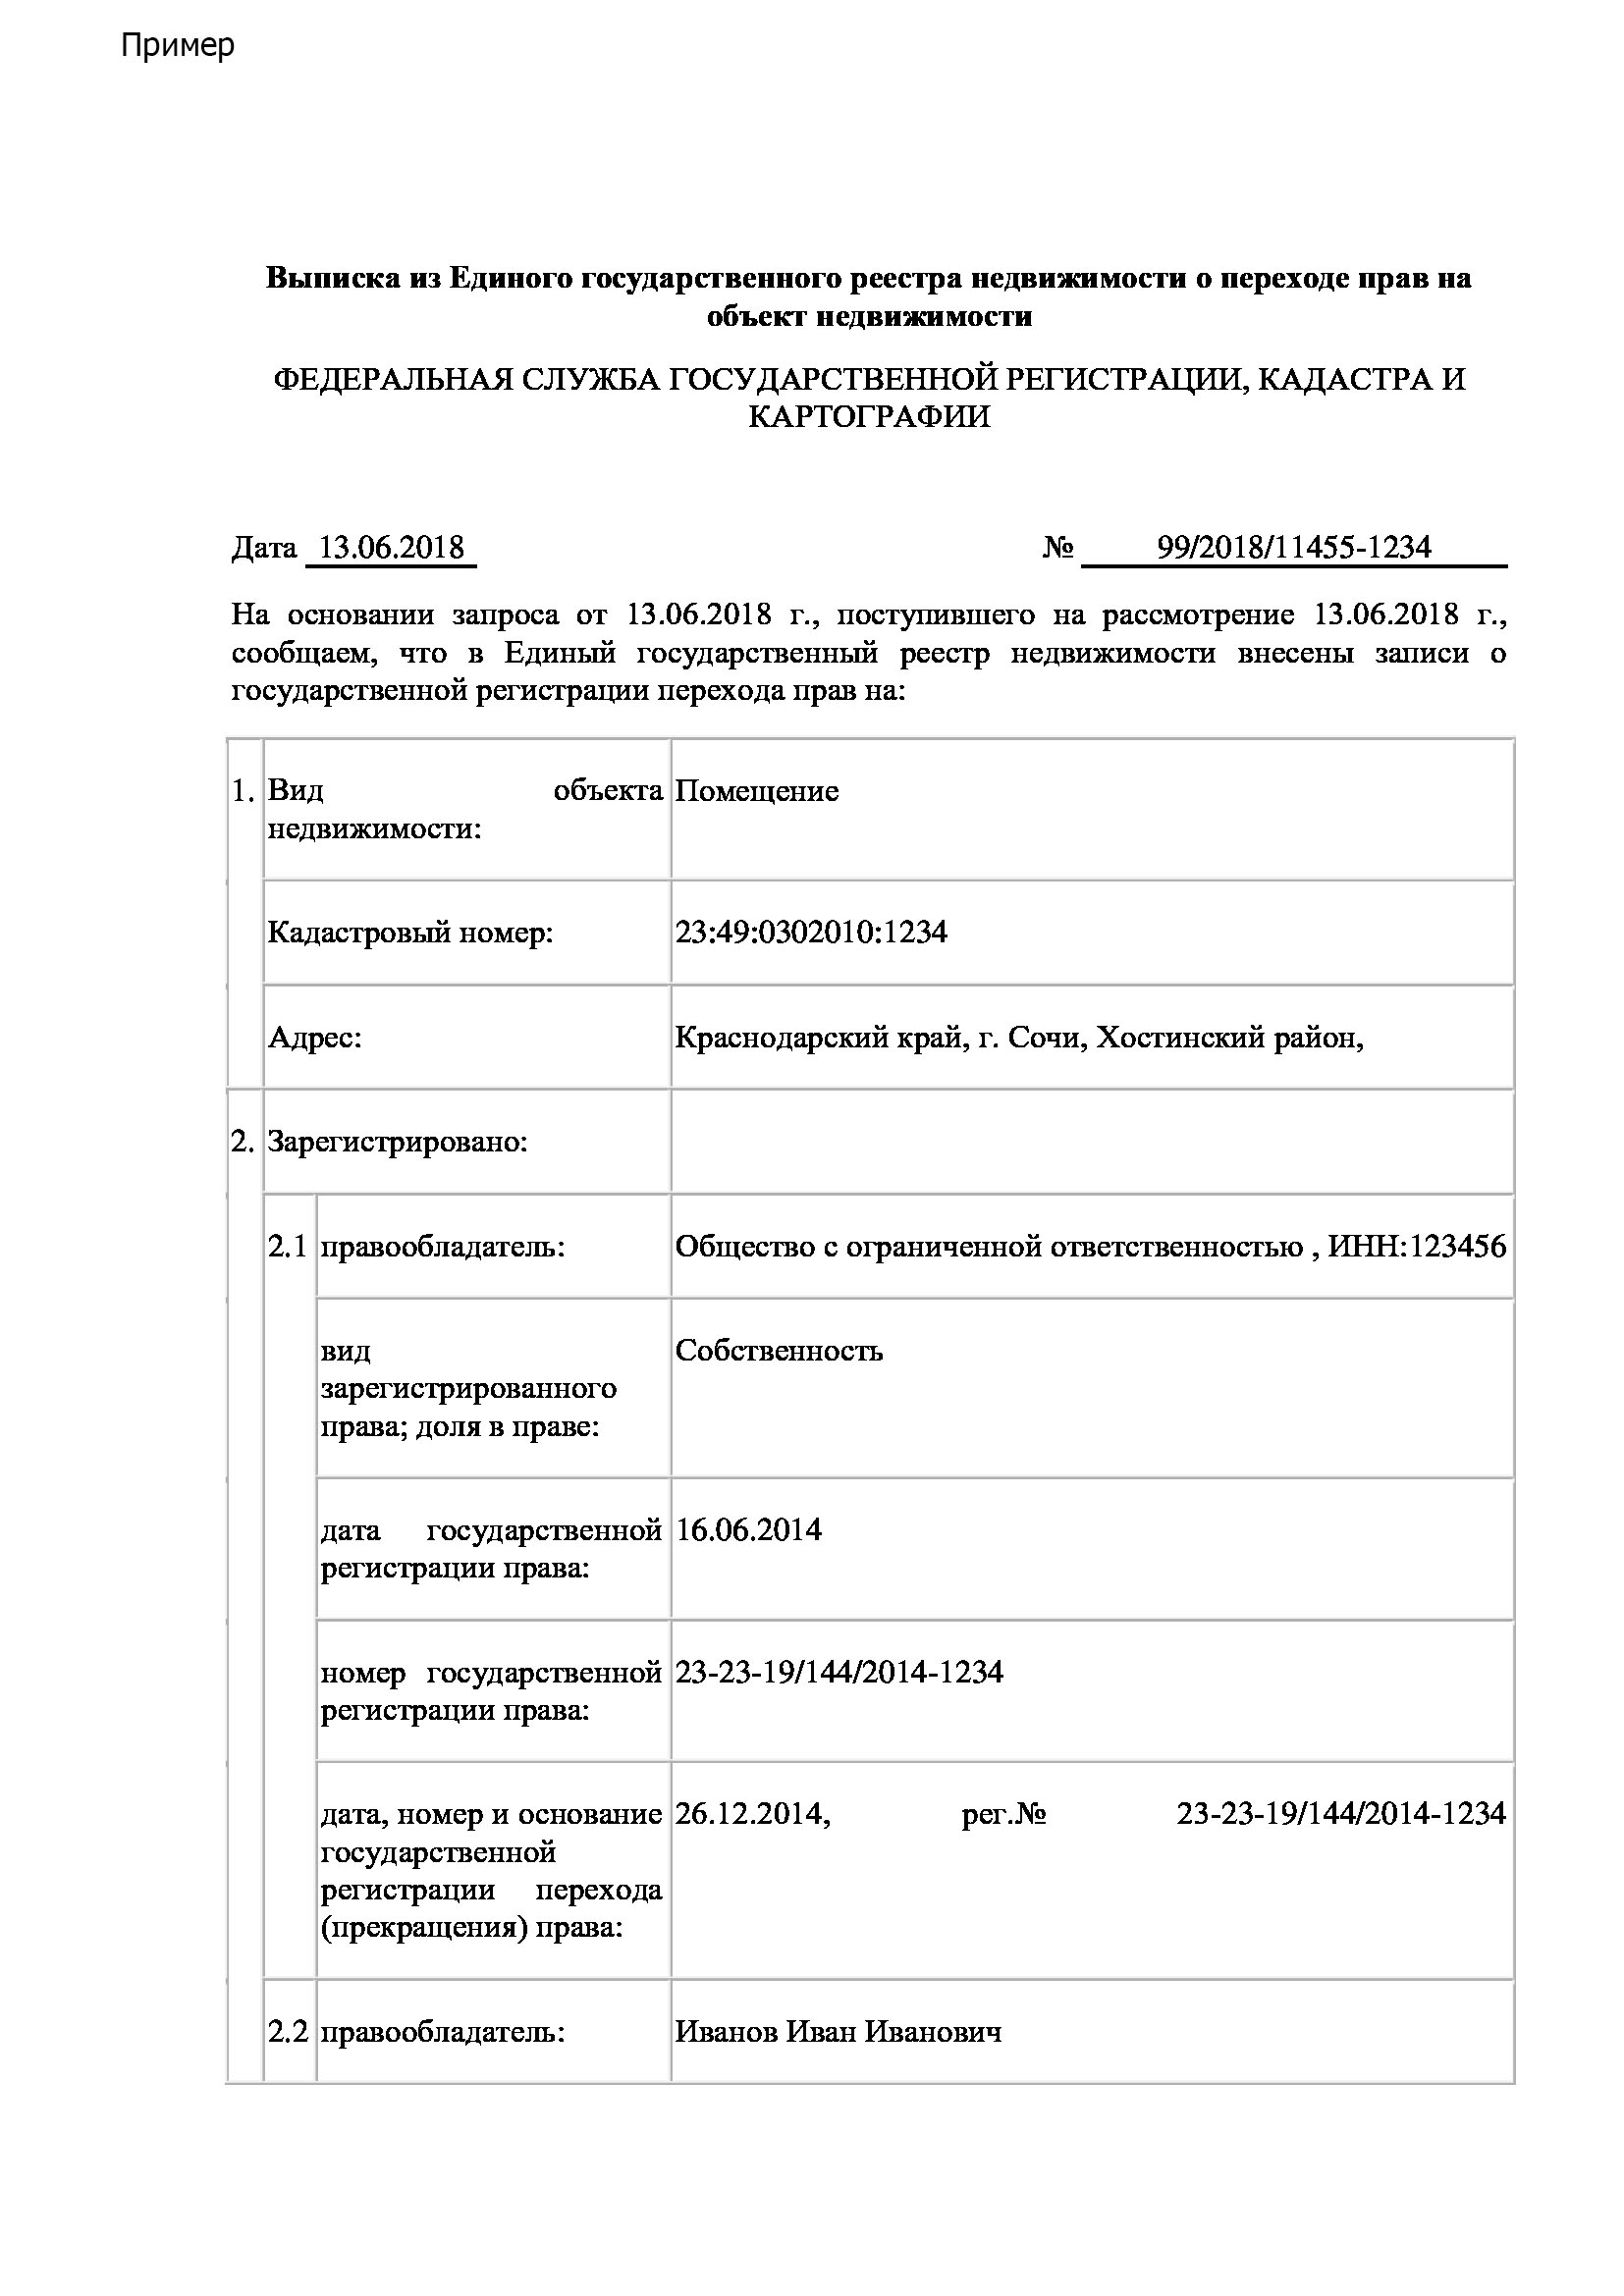 Пример
Выписка из Единого государственного реестра недвижимости о переходе прав на
объект недвижимости
ФЕДЕРАЛЬНАЯ СЛУЖБА ГОСУДАРСТВЕННОЙ РЕГИСТРАЦИИ, КАДАСТРА И
КАРТОГРАФИИ
Дата 13.06.2018 № 99/2018/11455-1234
На основании запроса от 13.06.2018 г., поступившего на рассмотрение 13.06.2018 г.,
сообщаем, что в Единый государственный реестр недвижимости внесены записи о
государственной регистрации перехода прав на:
1. Вид объекта Помещение
недвижимости:
Кадастровый номер: 23:49:0302010:1234
Адрес: Краснодарский край, г. Сочи, Хостинский район,
2. Зарегистрировано:
2.1 правообладатель: Общество с ограниченной ответственностью , ИНН:123456
вид Собственность
зарегистрированного
права; доля в праве:
дата государственной 16.06.2014
регистрации права:
номер государственной 23-23-19/144/2014-1234
регистрации права:
дата, номер и основание 26.12.2014, рег.№ 23-23-19/144/2014-1234
государственной
регистрации перехода
(прекращения) права:
2.2 правообладатель: Иванов Иван Иванович